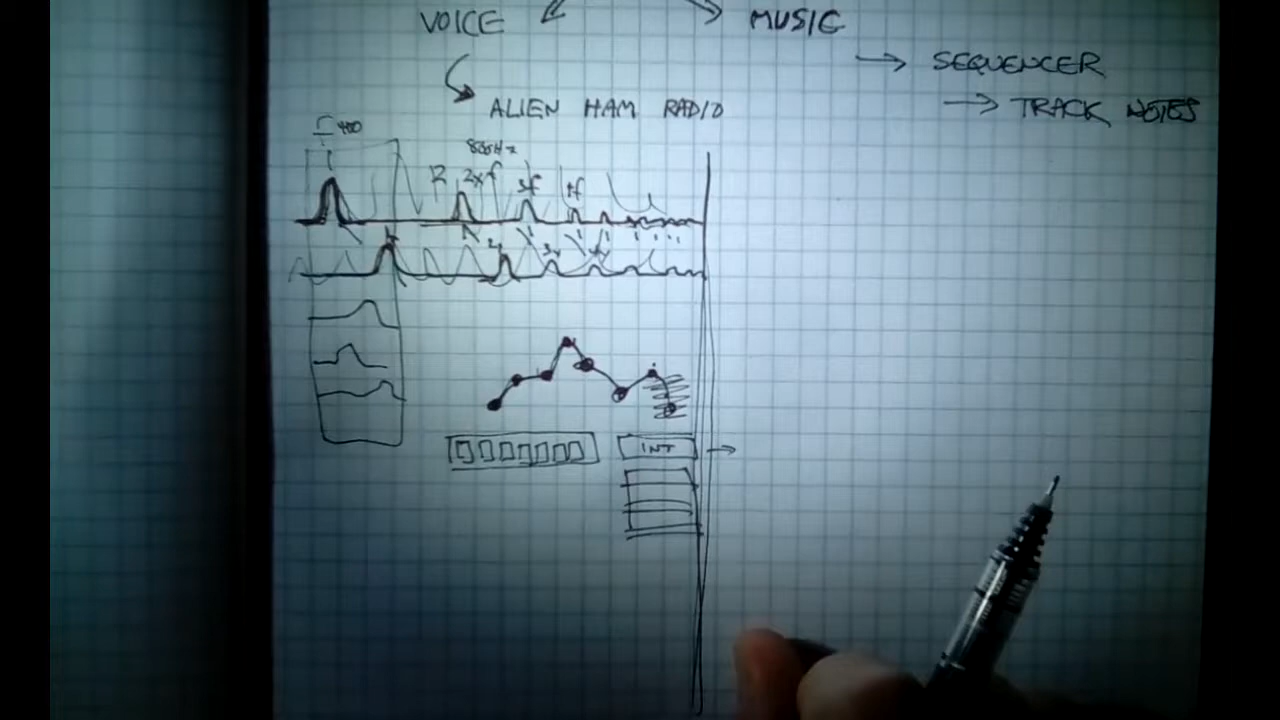 VOICE MUSIC
SEQUENCER
TRACK NOTES
ALIEN HAM RADIO
400
2xf 3f 4f
INT